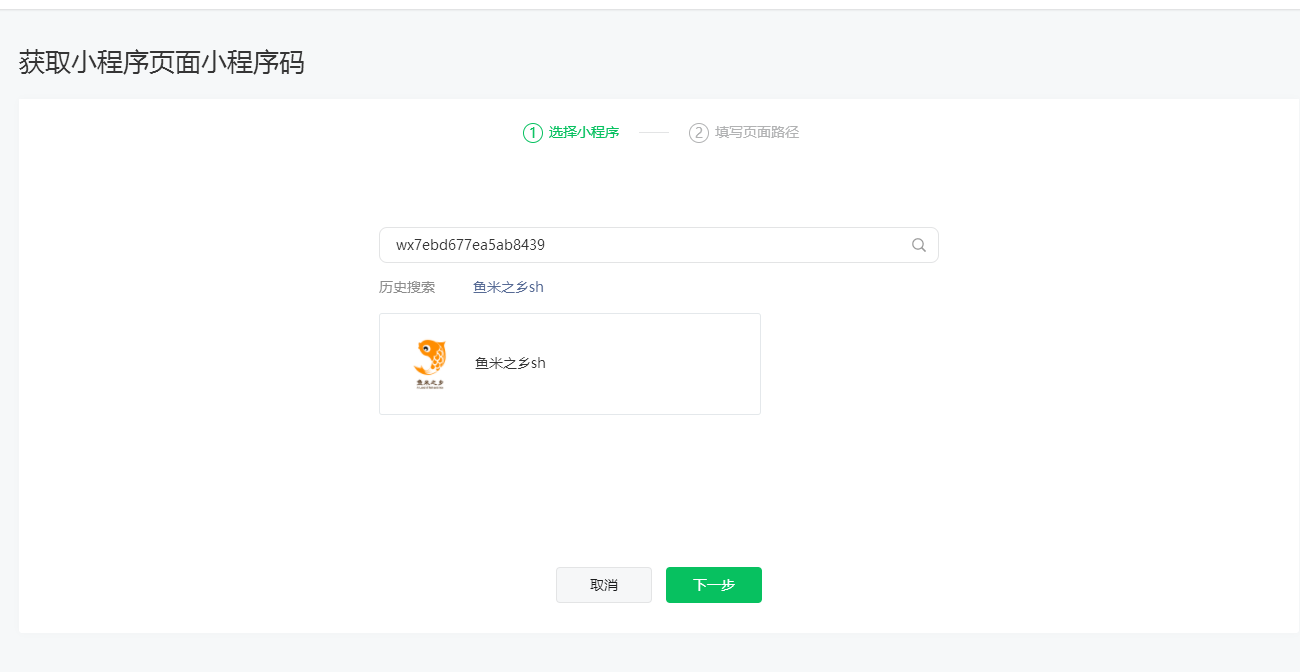 获取小程序页面小程序码
1 选择小程序 2 填写页面路径
wx7ebd677ea5ab8439
历史搜索 鱼米之乡sh
鱼米之乡sh
鱼米之乡
取消 下一步